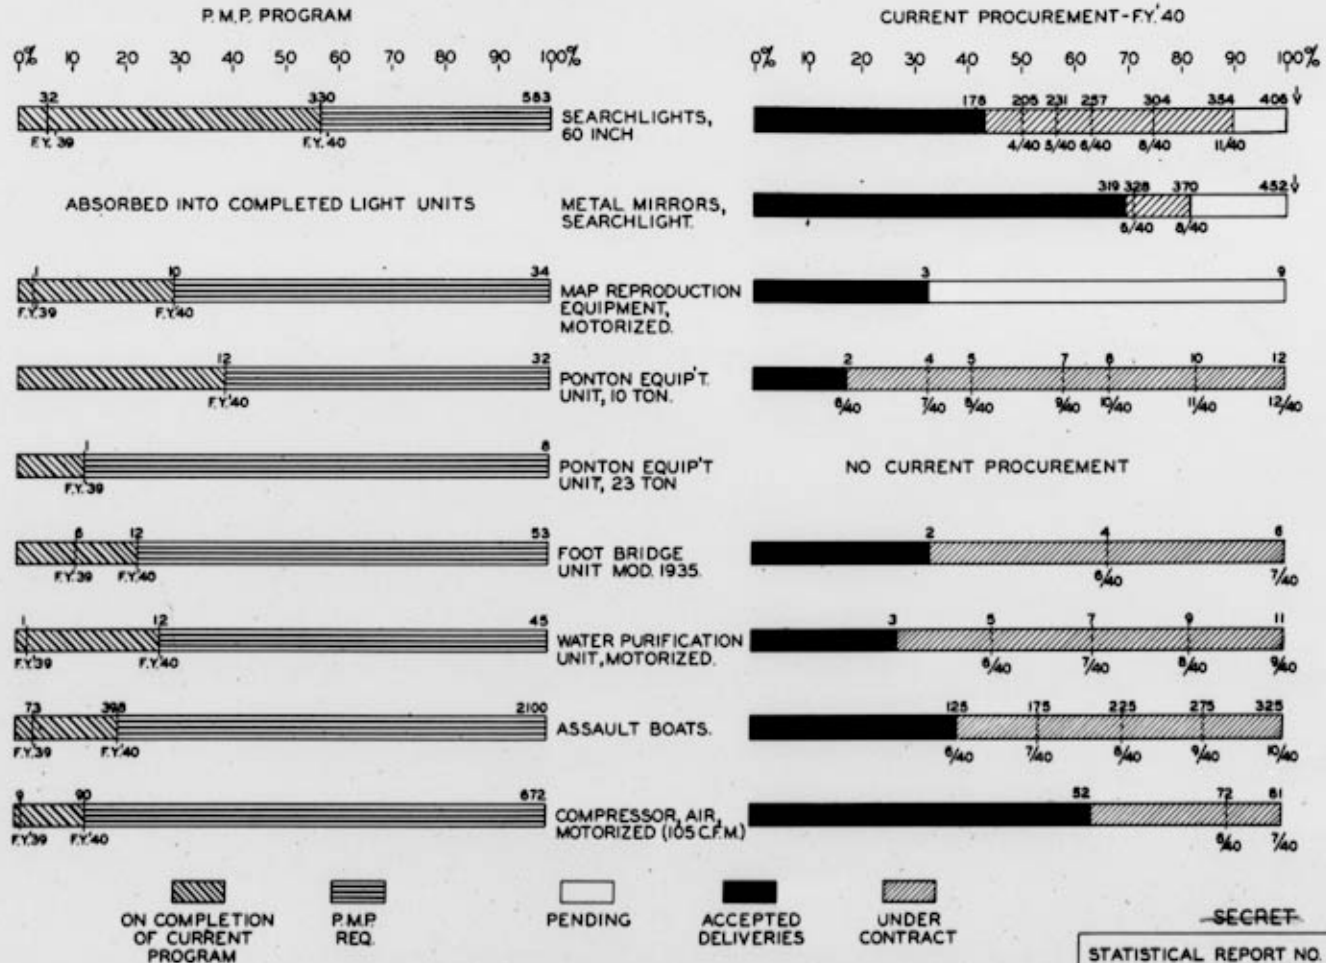 P.M.P. PROGRAM
CURRENT PROCUREMENT-F.Y.'40
0% 10 20 30 40 50 60 70 80 90 100%
0% 10 20 30 40 50 60 70 80 90 100%
32 330 583
F.Y.'39 F.Y.'40
SEARCHLIGHTS,
60 INCH
178 205 231 257 304 354 406
4/40 5/40 6/40 8/40 11/40
ABSORBED INTO COMPLETED LIGHT UNITS
METAL MIRRORS,
SEARCHLIGHT.
319 328 370 452
5/40 8/40
1 10 34
F.Y.'39 F.Y.'40
MAP REPRODUCTION
EQUIPMENT,
MOTORIZED.
3 9
12 32
F.Y.'40
PONTON EQUIP'T.
UNIT, 10 TON.
2 4 5 7 8 10 12
6/40 7/40 8/40 9/40 10/40 11/40 12/40
1 8
F.Y.'39
PONTON EQUIP'T
UNIT, 23 TON
NO CURRENT PROCUREMENT
6 12 53
F.Y.'39 F.Y.'40
FOOT BRIDGE
UNIT MOD. 1935.
2 4 6
6/40 7/40
1 12 45
F.Y.'39 F.Y.'40
WATER PURIFICATION
UNIT, MOTORIZED.
3 5 7 9 11
6/40 7/40 8/40 9/40
73 398 2100
F.Y.'39 F.Y.'40
ASSAULT BOATS.
125 175 225 275 325
6/40 7/40 8/40 9/40 10/40
9 90 672
F.Y.'39 F.Y.'40
COMPRESSOR, AIR,
MOTORIZED (105 C.F.M.)
52 72 81
6/40 7/40
ON COMPLETION
OF CURRENT
PROGRAM
P.M.P.
REQ.
PENDING
ACCEPTED
DELIVERIES
UNDER
CONTRACT
SECRET
STATISTICAL REPORT NO.